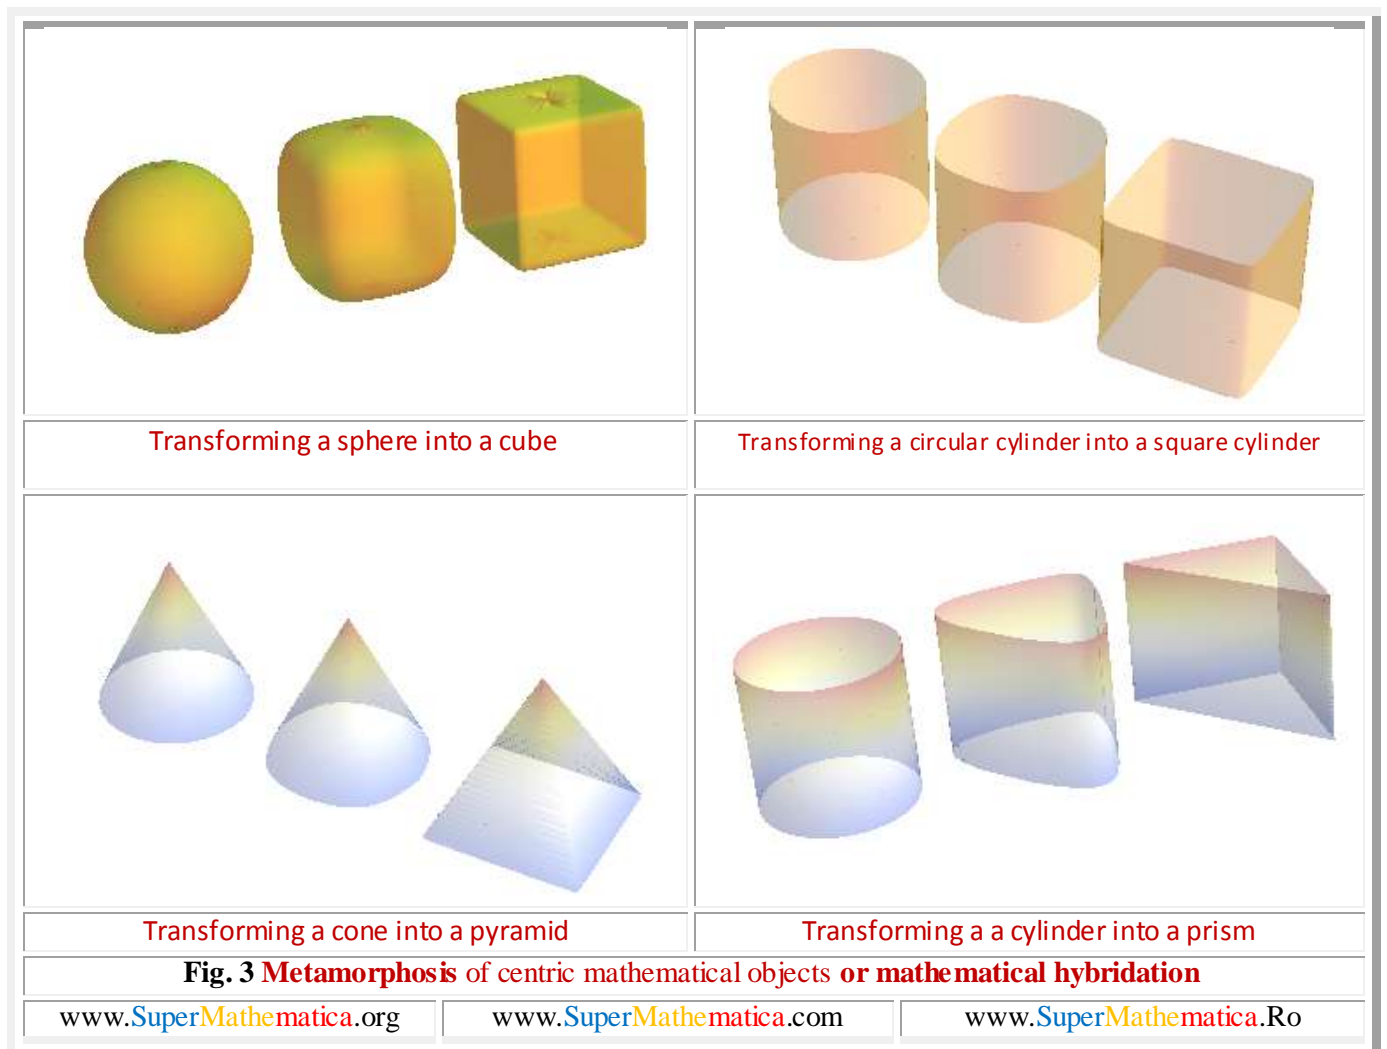 Transforming a sphere into a cube
Transforming a circular cylinder into a square cylinder
Transforming a cone into a pyramid
Transforming a a cylinder into a prism
Fig. 3 Metamorphosis of centric mathematical objects or mathematical hybridation
www.SuperMathematica.org
www.SuperMathematica.com
www.SuperMathematica.Ro